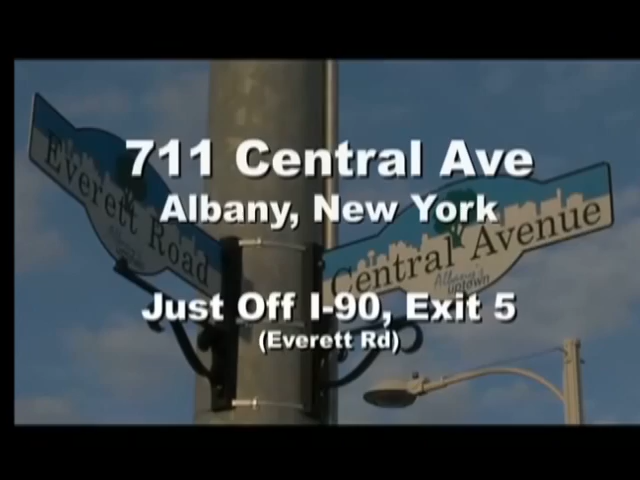 711 Central Ave
Albany, New York
Everett Road
Central Avenue
Albany's
uptown
Just Off I-90, Exit 5
(Everett Rd)